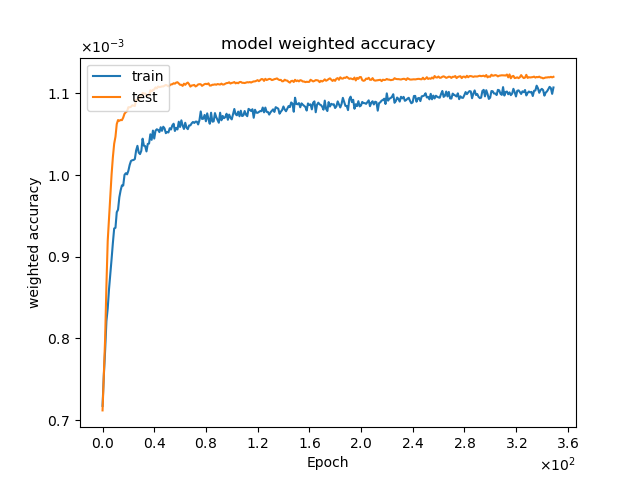 model weighted accuracy
×10⁻³
train
test
1.1
1.0
0.9
0.8
0.7
weighted accuracy
0.0 0.4 0.8 1.2 1.6 2.0 2.4 2.8 3.2 3.6
Epoch
×10²